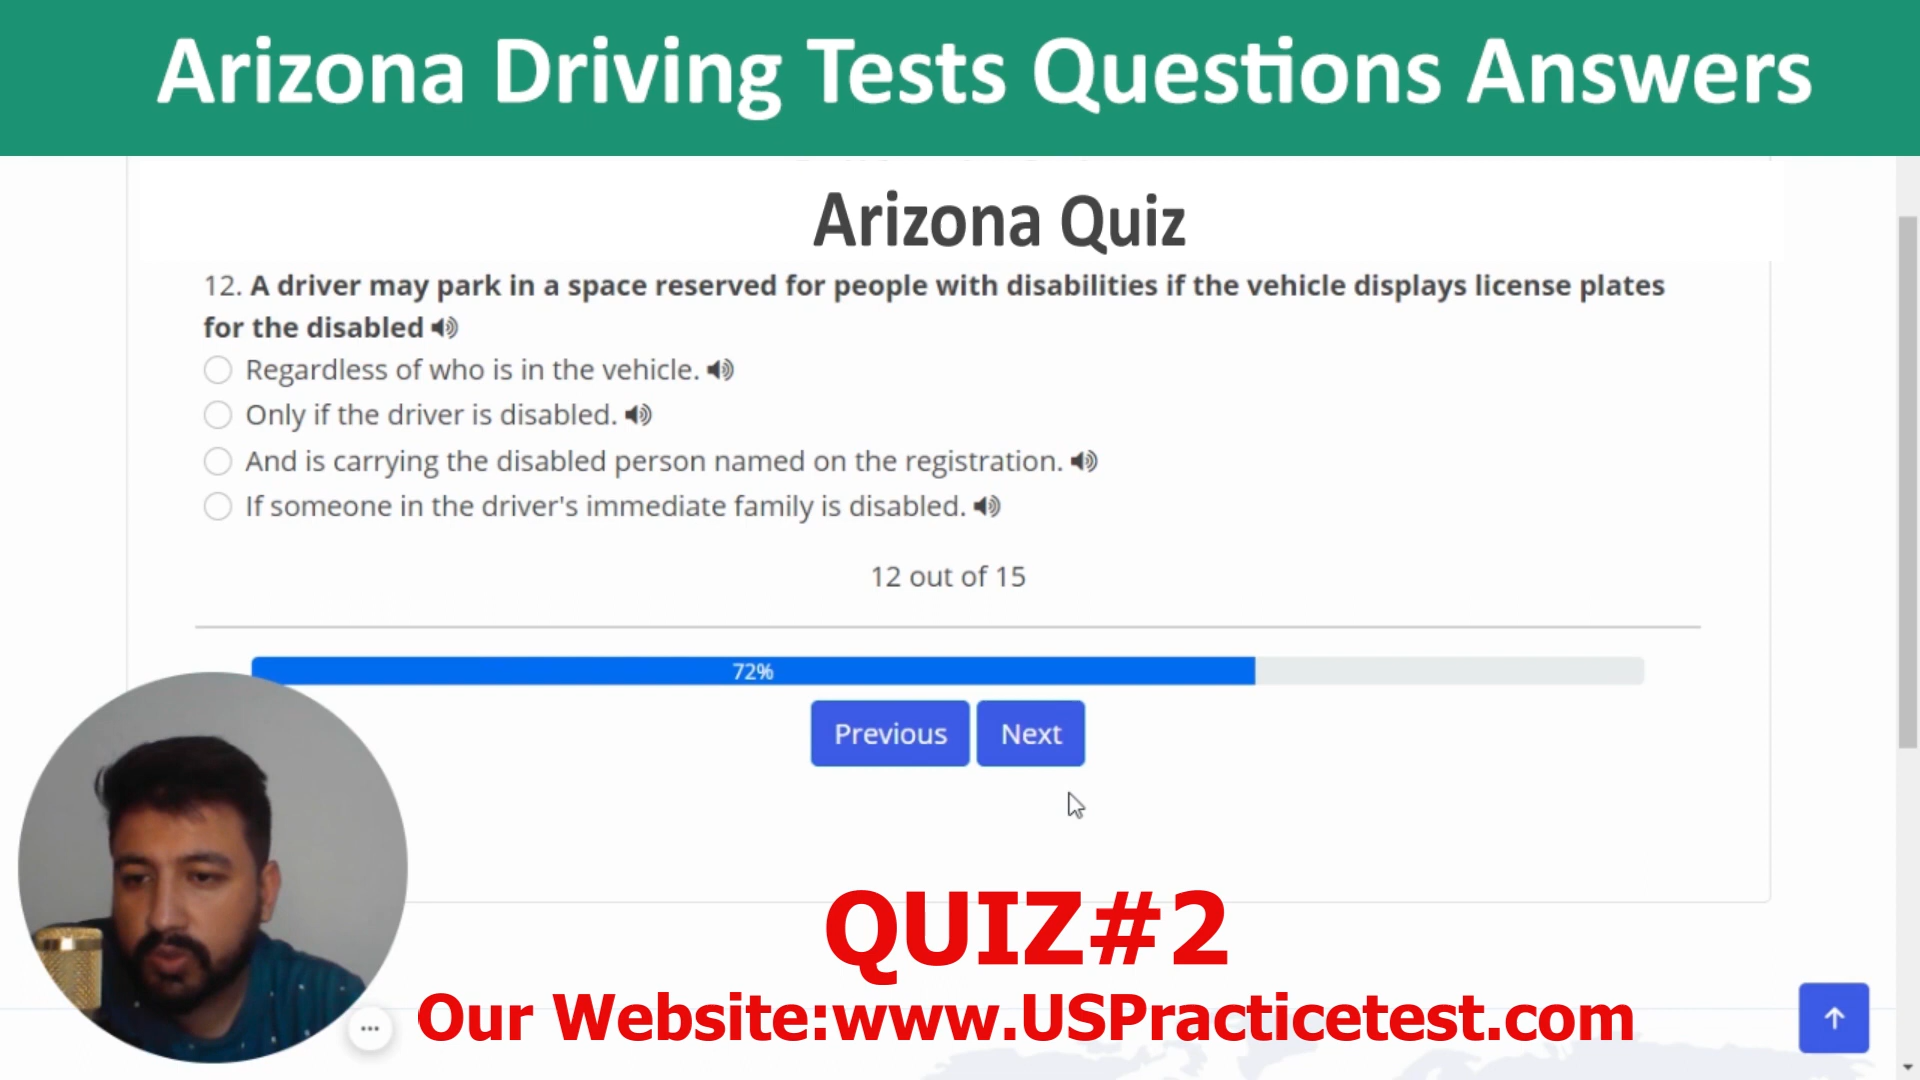 Arizona Driving Tests Questions Answers
Arizona Quiz
12. A driver may park in a space reserved for people with disabilities if the vehicle displays license plates
for the disabled
Regardless of who is in the vehicle.
Only if the driver is disabled.
And is carrying the disabled person named on the registration.
If someone in the driver's immediate family is disabled.
12 out of 15
72%
Previous Next
QUIZ#2
Our Website:www.USPracticetest.com